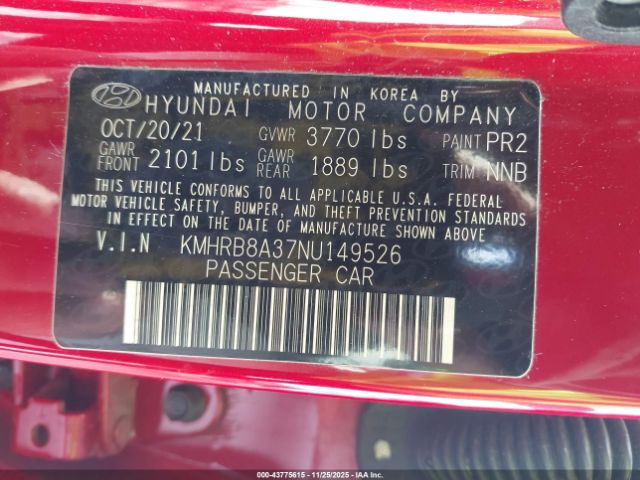 MANUFACTURED IN KOREA BY
HYUNDAI MOTOR COMPANY
OCT/20/21 GVWR 3770 lbs PAINT PR2
GAWR FRONT 2101 lbs GAWR REAR 1889 lbs TRIM NNB
THIS VEHICLE CONFORMS TO ALL APPLICABLE U.S.A. FEDERAL
MOTOR VEHICLE SAFETY, BUMPER, AND THEFT PREVENTION STANDARDS
IN EFFECT ON THE DATE OF MANUFACTURE SHOWN ABOVE
V.I.N KMHRB8A37NU149526
PASSENGER CAR
000-43775615 - 11/25/2025 - copart.com